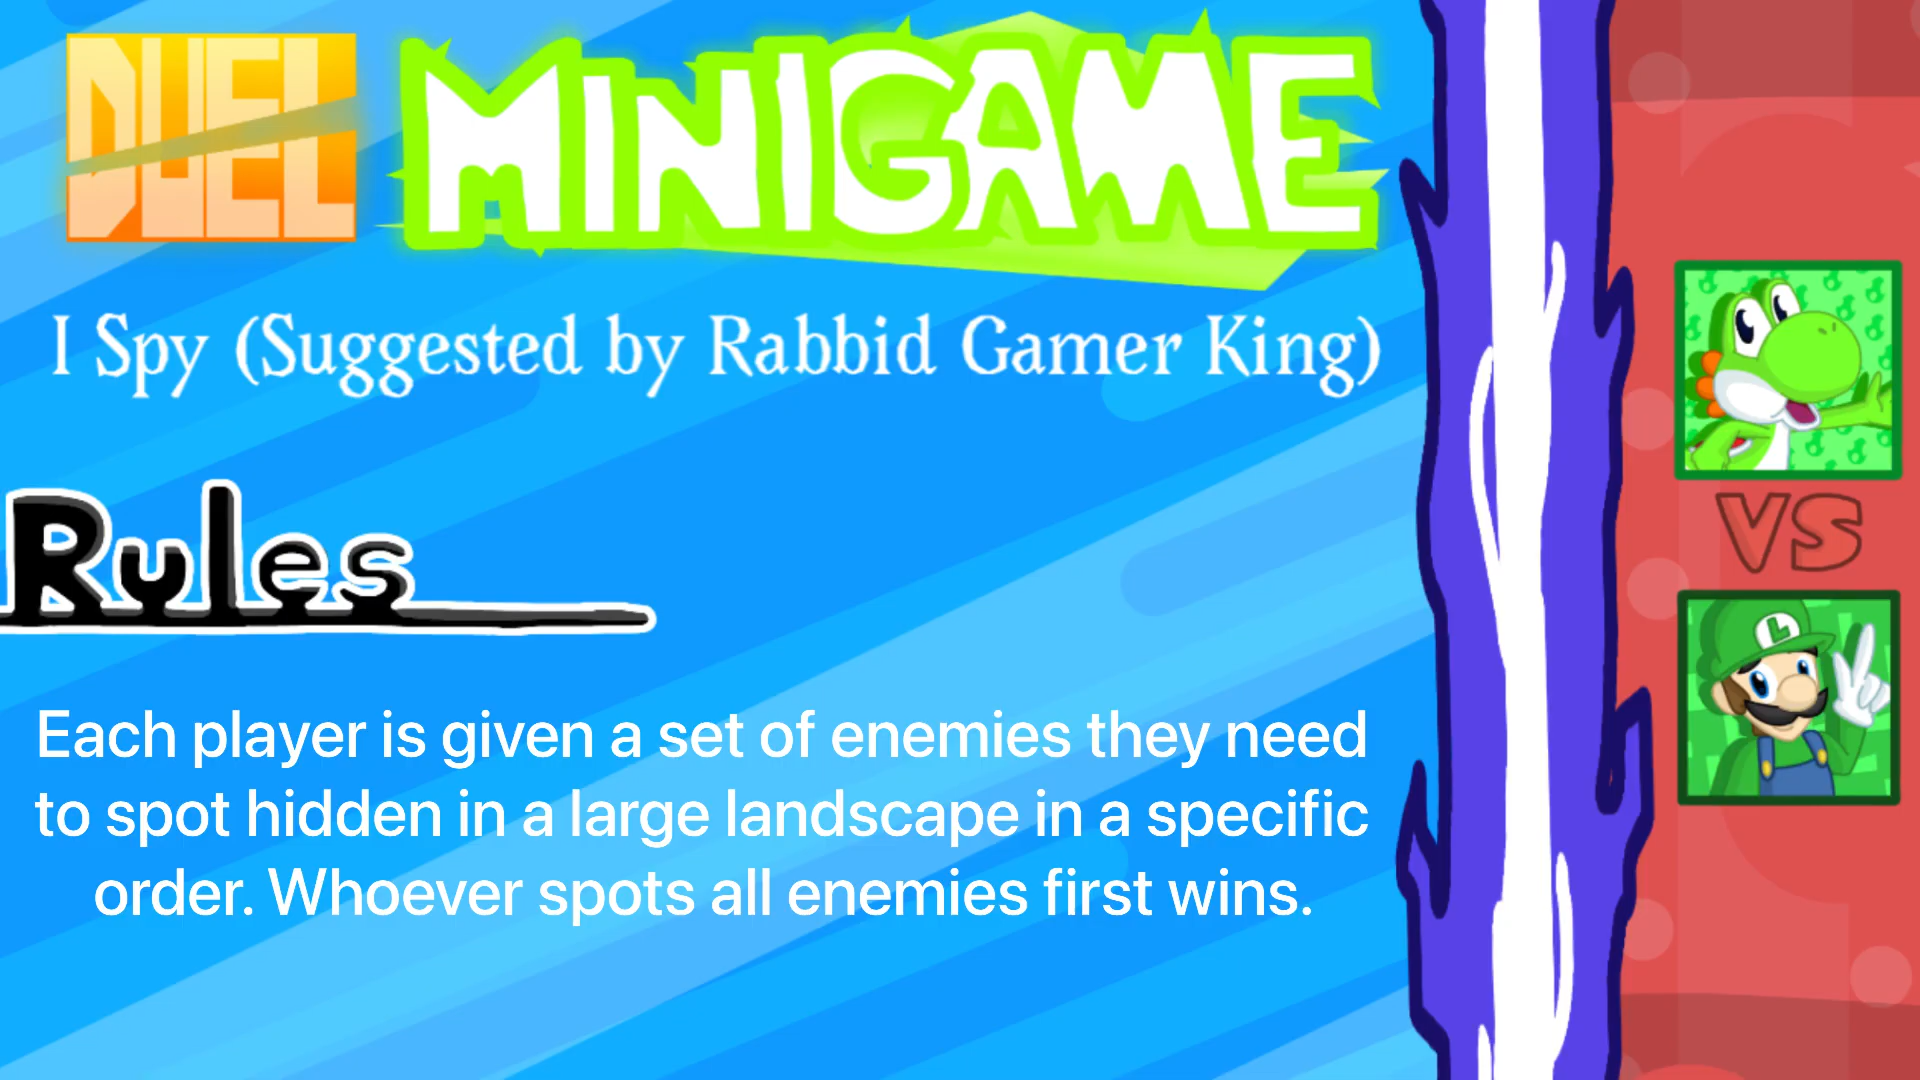 DUEL MINIGAME
I Spy (Suggested by Rabbid Gamer King)
Rules
Each player is given a set of enemies they need
to spot hidden in a large landscape in a specific
order. Whoever spots all enemies first wins.
VS
L